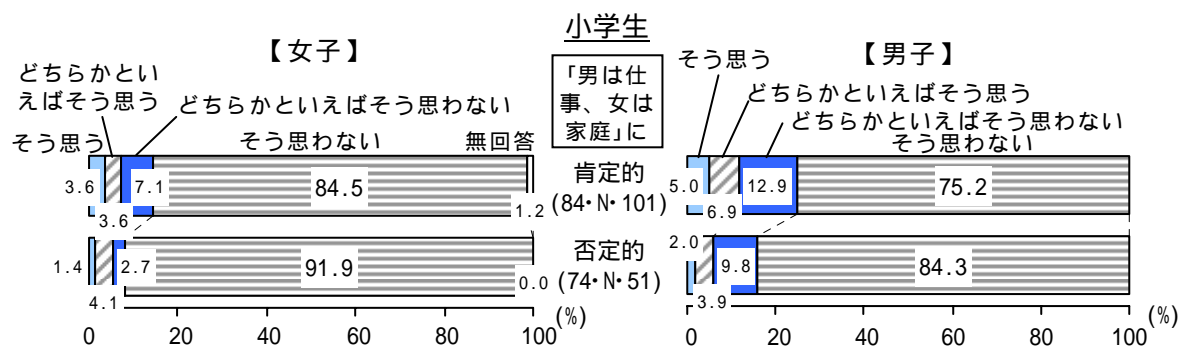 小学生
【女子】
【男子】
「男は仕
事、女は
家庭」に
どちらかとい
えばそう思う
どちらかといえばそう思わない
そう思う
そう思わない
無回答
そう思う
どちらかといえばそう思う
どちらかといえばそう思わない
そう思わない
3.6
3.6
7.1
84.5
1.2
肯定的
(84・N・101)
5.0
6.9
12.9
75.2
1.4
4.1
2.7
91.9
0.0
否定的
(74・N・51)
2.0
3.9
9.8
84.3
0 20 40 60 80 100 (%)
0 20 40 60 80 100 (%)